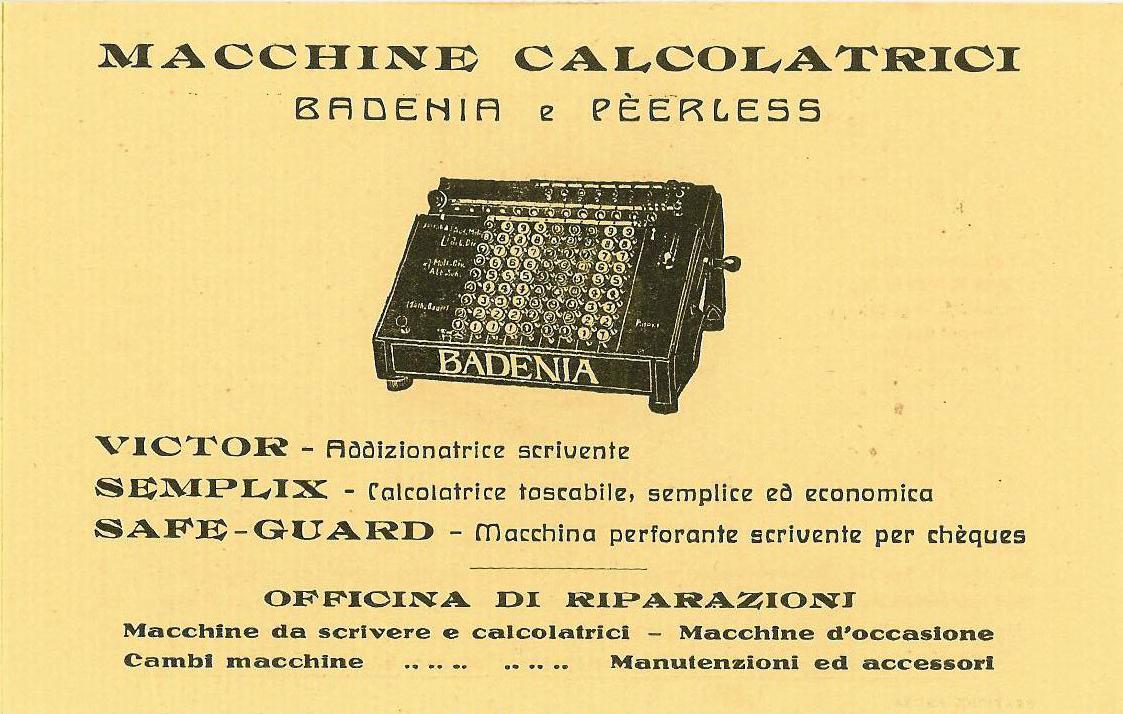 MACCHINE CALCOLATRICI
BADENIA e PÈERLESS
BADENIA
VICTOR - Addizionatrice scrivente
SEMPLIX - Calcolatrice tascabile, semplice ed economica
SAFE-GUARD - Macchina perforante scrivente per chèques
OFFICINA DI RIPARAZIONI
Macchine da scrivere e calcolatrici - Macchine d'occasione
Cambi macchine .. .. .. .. .. .. Manutenzioni ed accessori